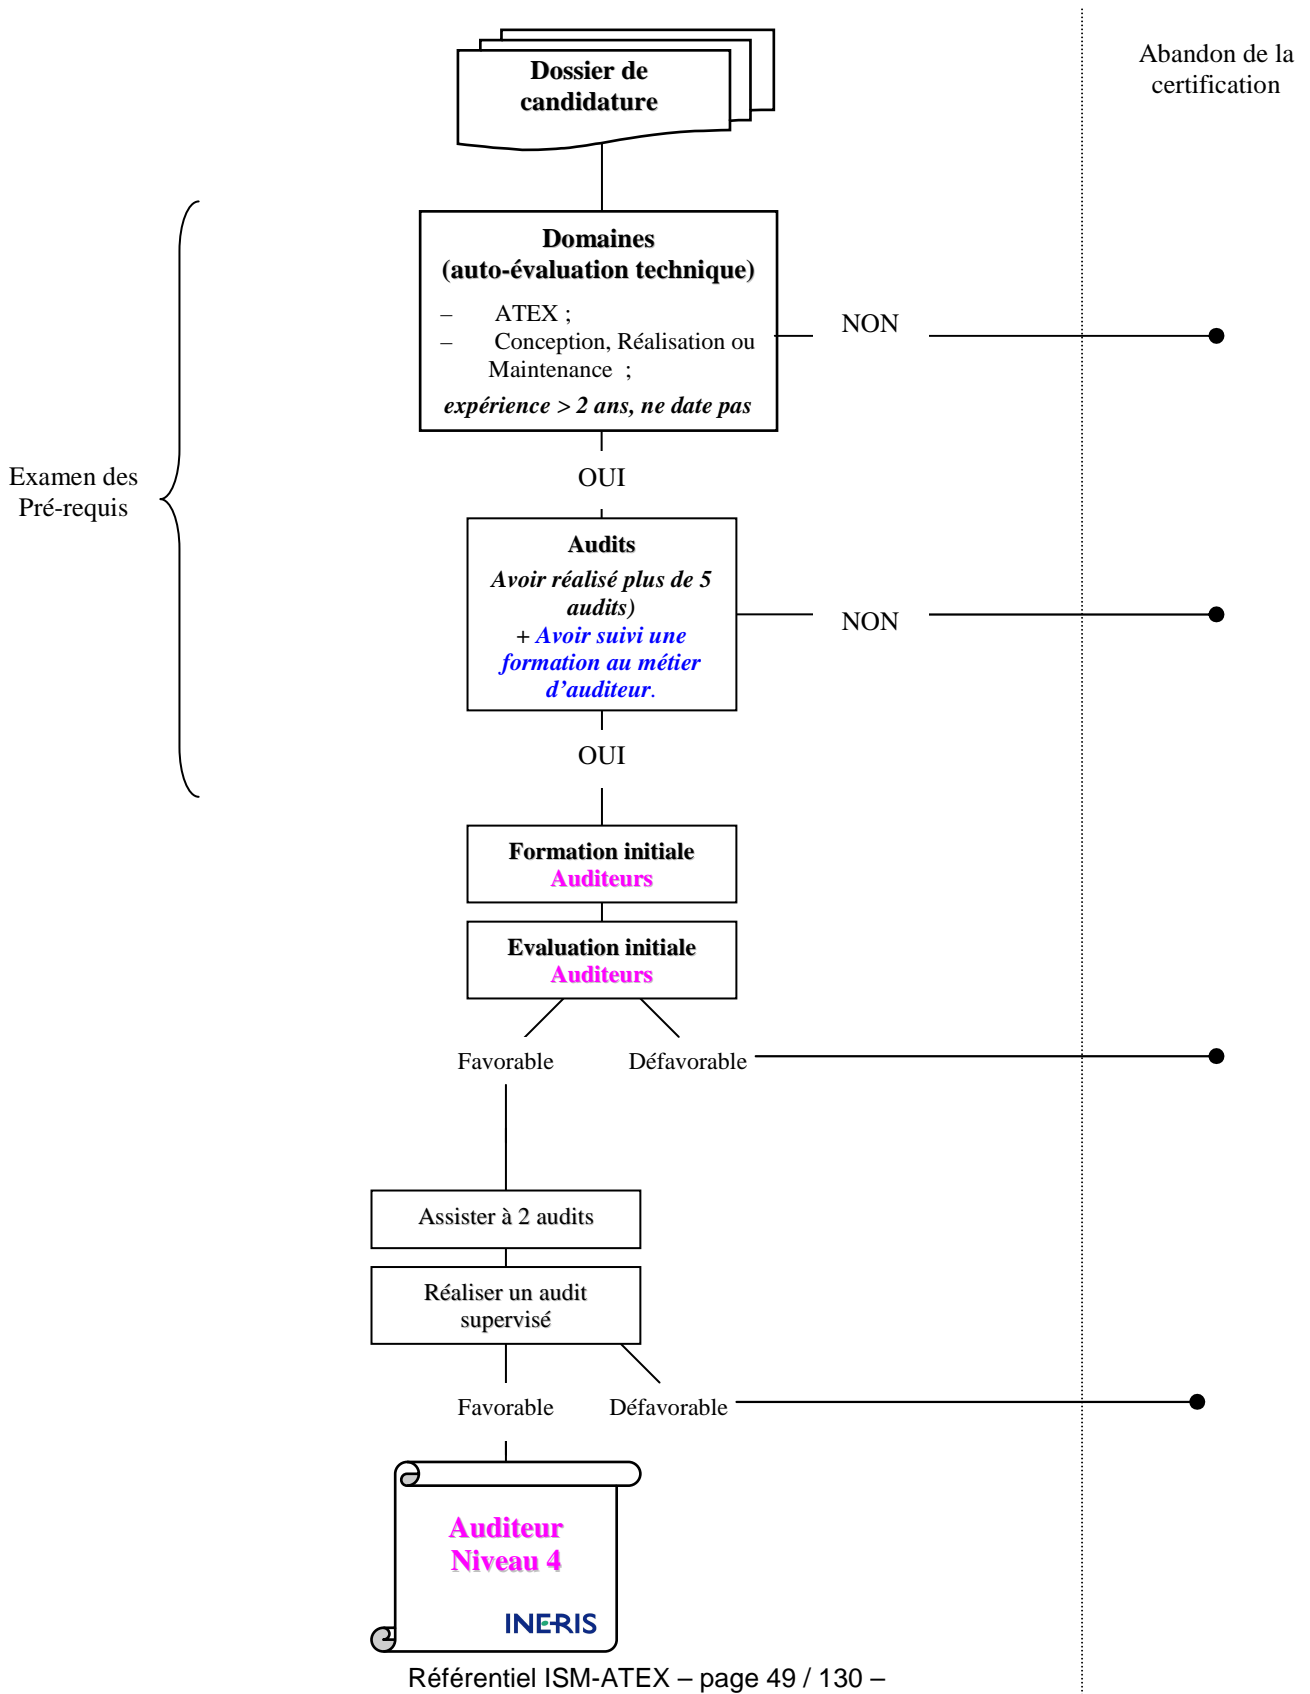 Dossier de
candidature
Abandon de la
certification
Domaines
(auto-évaluation technique)
– ATEX ;
– Conception, Réalisation ou
Maintenance ;
expérience > 2 ans, ne date pas
NON
OUI
Examen des
Pré-requis
Audits
Avoir réalisé plus de 5
audits)
+ Avoir suivi une
formation au métier
d’auditeur.
NON
OUI
Formation initiale
Auditeurs
Evaluation initiale
Auditeurs
Favorable
Défavorable
Assister à 2 audits
Réaliser un audit
supervisé
Favorable
Défavorable
Auditeur
Niveau 4
INERIS
Référentiel ISM-ATEX – page 49 / 130 –